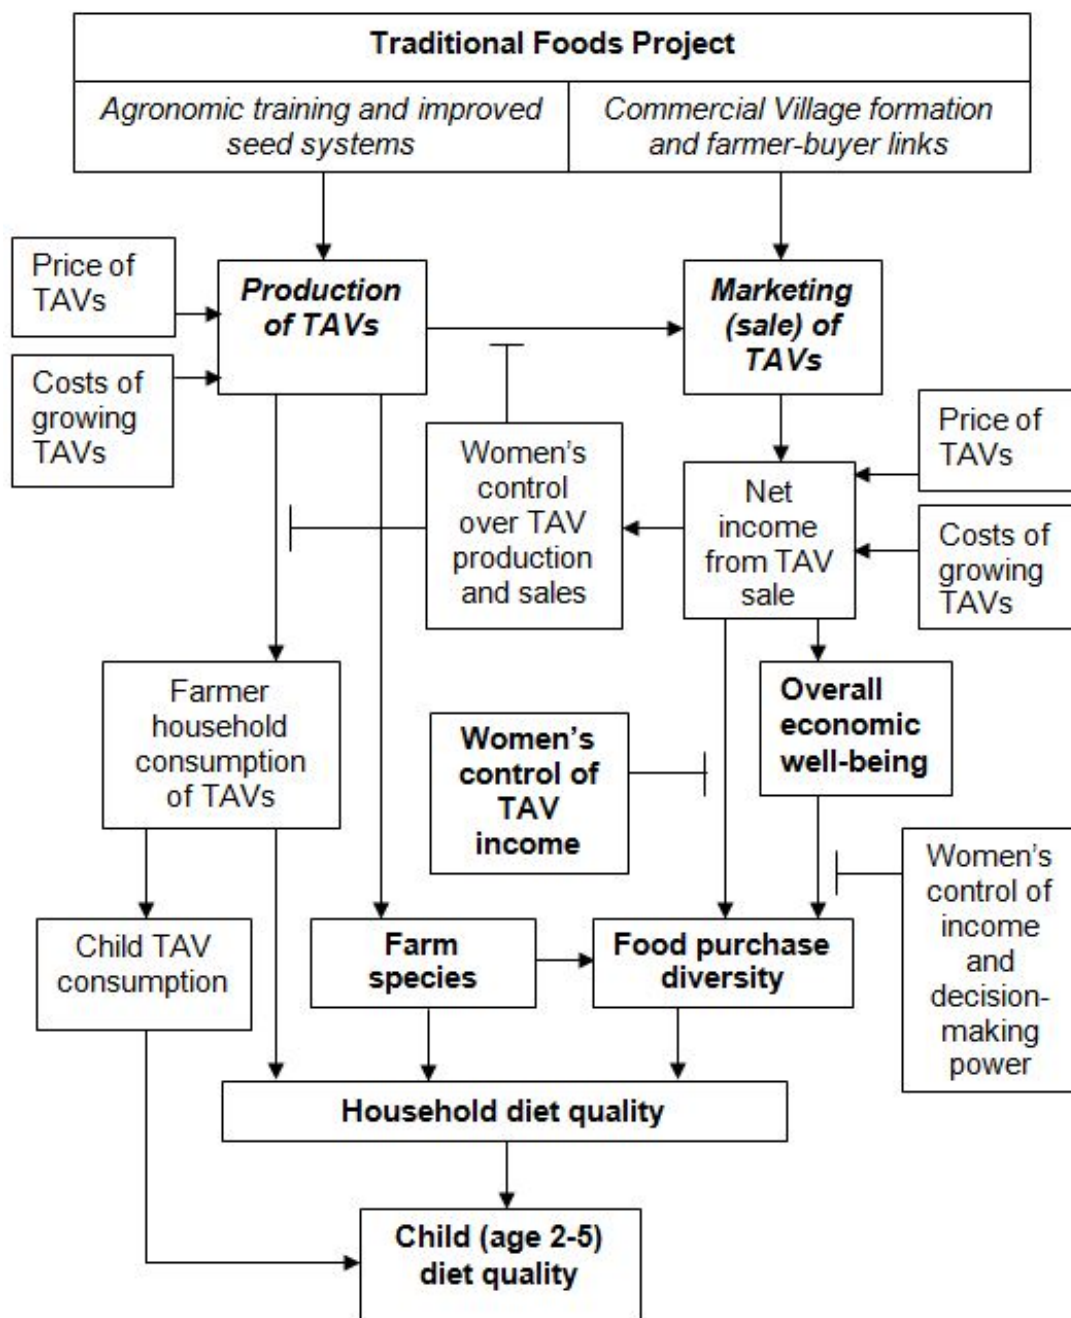 Traditional Foods Project
Agronomic training and improved
seed systems
Commercial Village formation
and farmer-buyer links
Price of
TAVs
Production
of TAVs
Marketing
(sale) of
TAVs
Costs of
growing
TAVs
Women's
control
over TAV
production
and sales
Net
income
from TAV
sale
Price of
TAVs
Costs of
growing
TAVs
Farmer
household
consumption
of TAVs
Women's
control of
TAV
income
Overall
economic
well-being
Women's
control of
income
and
decision-
making
power
Child TAV
consumption
Farm
species
Food purchase
diversity
Household diet quality
Child (age 2-5)
diet quality